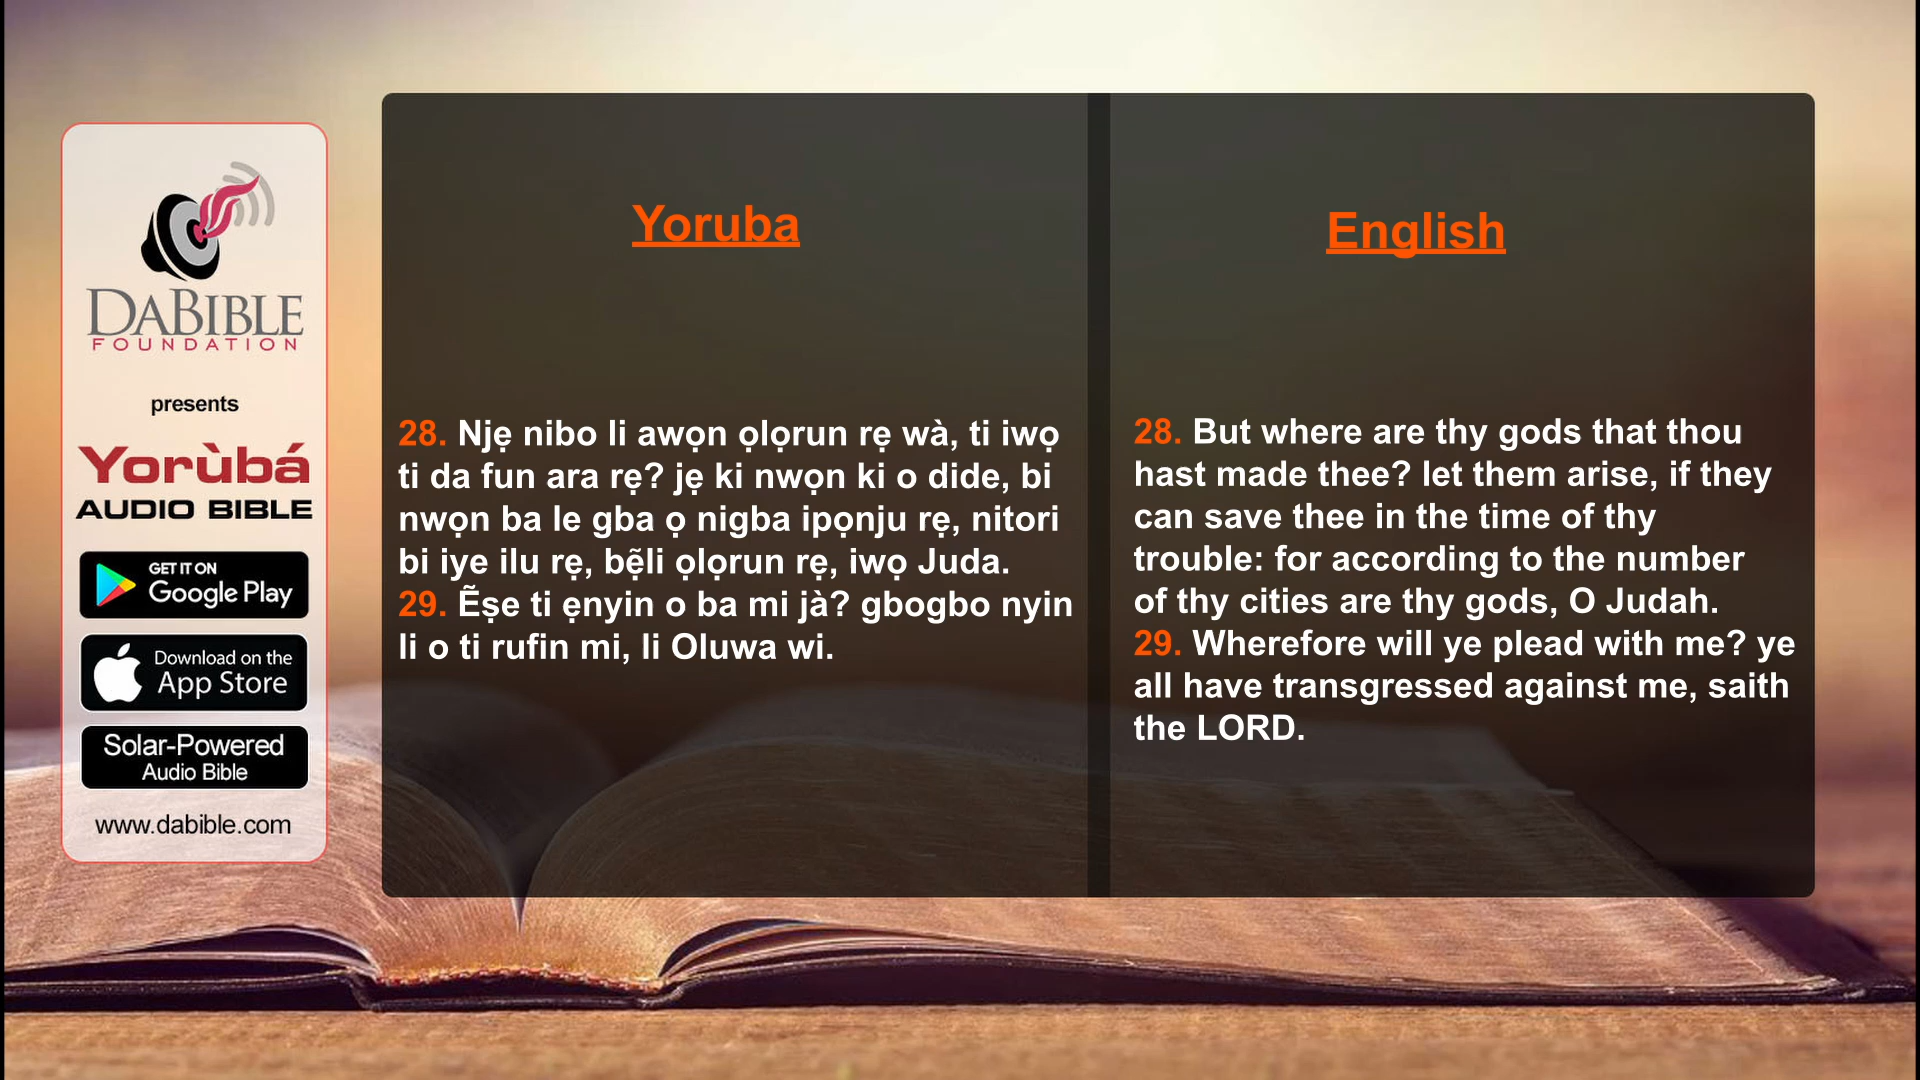 DABIBLE
FOUNDATION
presents
Yorùbá
AUDIO BIBLE
GET IT ON
Google Play
Download on the
App Store
Solar-Powered
Audio Bible
www.dabible.com
Yoruba
28. Njẹ nibo li awọn ọlọrun rẹ wà, ti iwọ
ti da fun ara rẹ? jẹ ki nwọn ki o dide, bi
nwọn ba le gba ọ nigba ipọnju rẹ, nitori
bi iye ilu rẹ, bẹ̃li ọlọrun rẹ, iwọ Juda.
29. Ẽṣe ti ẹnyin o ba mi jà? gbogbo nyin
li o ti rufin mi, li Oluwa wi.
English
28. But where are thy gods that thou
hast made thee? let them arise, if they
can save thee in the time of thy
trouble: for according to the number
of thy cities are thy gods, O Judah.
29. Wherefore will ye plead with me? ye
all have transgressed against me, saith
the LORD.